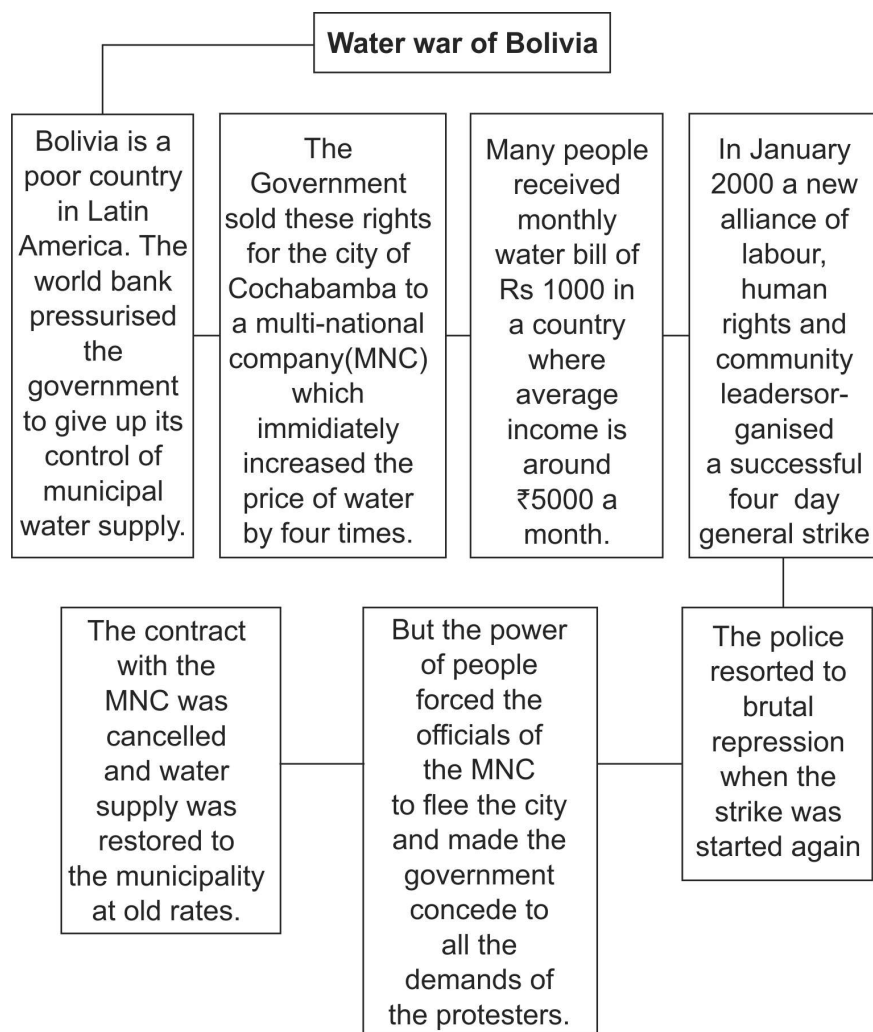 Water war of Bolivia
Bolivia is a
poor country
in Latin
America. The
world bank
pressurised
the
government
to give up its
control of
municipal
water supply.
The
Government
sold these rights
for the city of
Cochabamba to
a multi-national
company(MNC)
which
immidiately
increased the
price of water
by four times.
Many people
received
monthly
water bill of
Rs 1000 in
a country
where
average
income is
around
₹5000 a
month.
In January
2000 a new
alliance of
labour,
human
rights and
community
leadersor-
ganised
a successful
four day
general strike
The police
resorted to
brutal
repression
when the
strike was
started again
But the power
of people
forced the
officials of
the MNC
to flee the city
and made the
government
concede to
all the
demands of
the protesters.
The contract
with the
MNC was
cancelled
and water
supply was
restored to
the municipality
at old rates.